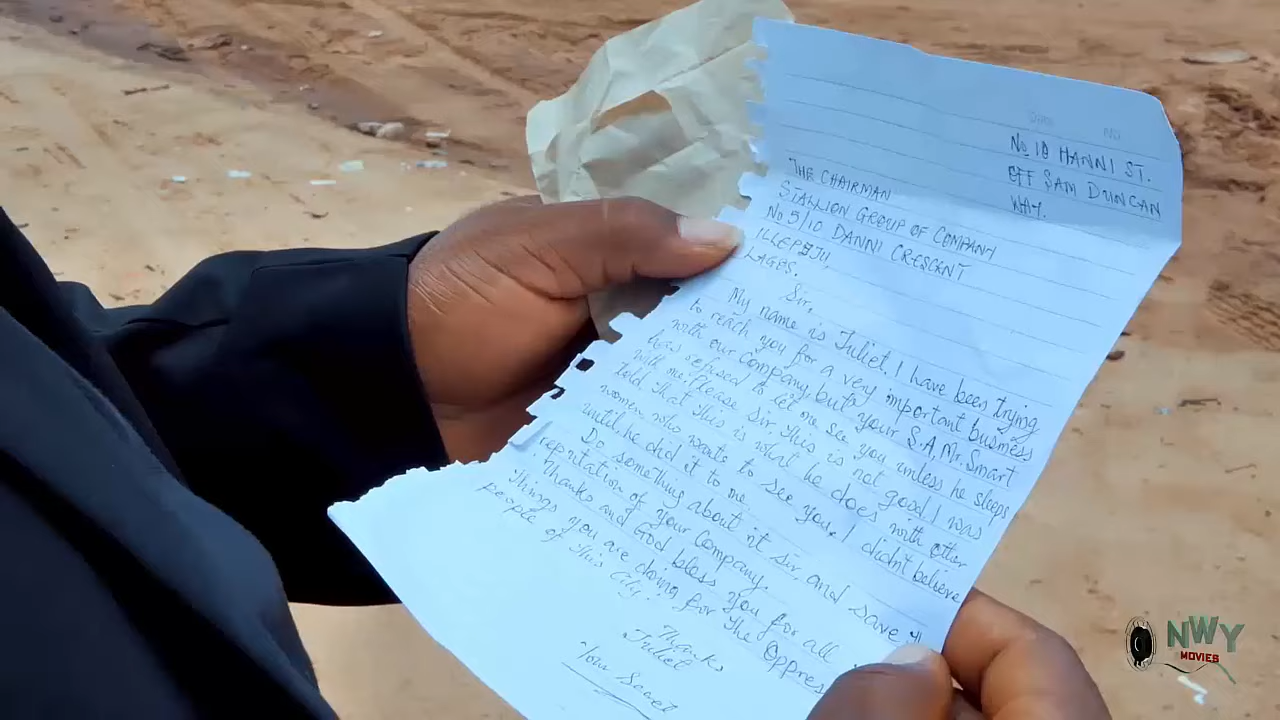 No 10 HANNI ST.
OFF SAM DUNCAN
WAY.
THE CHAIRMAN
STALLION GROUP OF COMPANY
No 5/10 DANNI CRESCENT
ILLEPEJU
LAGOS.
Sir,
My name is Juliet. I have been trying
to reach you for a very important business
with our Company, but your S.A, Mr. Smart
has refused to let me see you unless he sleeps
with me. Please sir, this is not good. I was
told that this is what he does with other
women who wants to see you. I didn't believe
until he did it to me.
Do something about it sir, and save
reputation of your Company.
Thanks and God bless you for all
Things you are doing for the Oppres
people of This City.
Thanks
Juliet
NWY
MOVIES